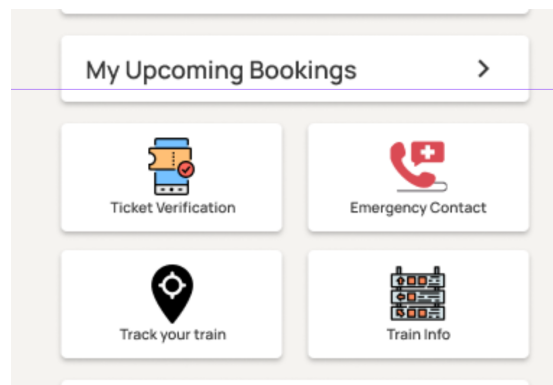 My Upcoming Bookings
Ticket Verification
Emergency Contact
Track your train
Train Info